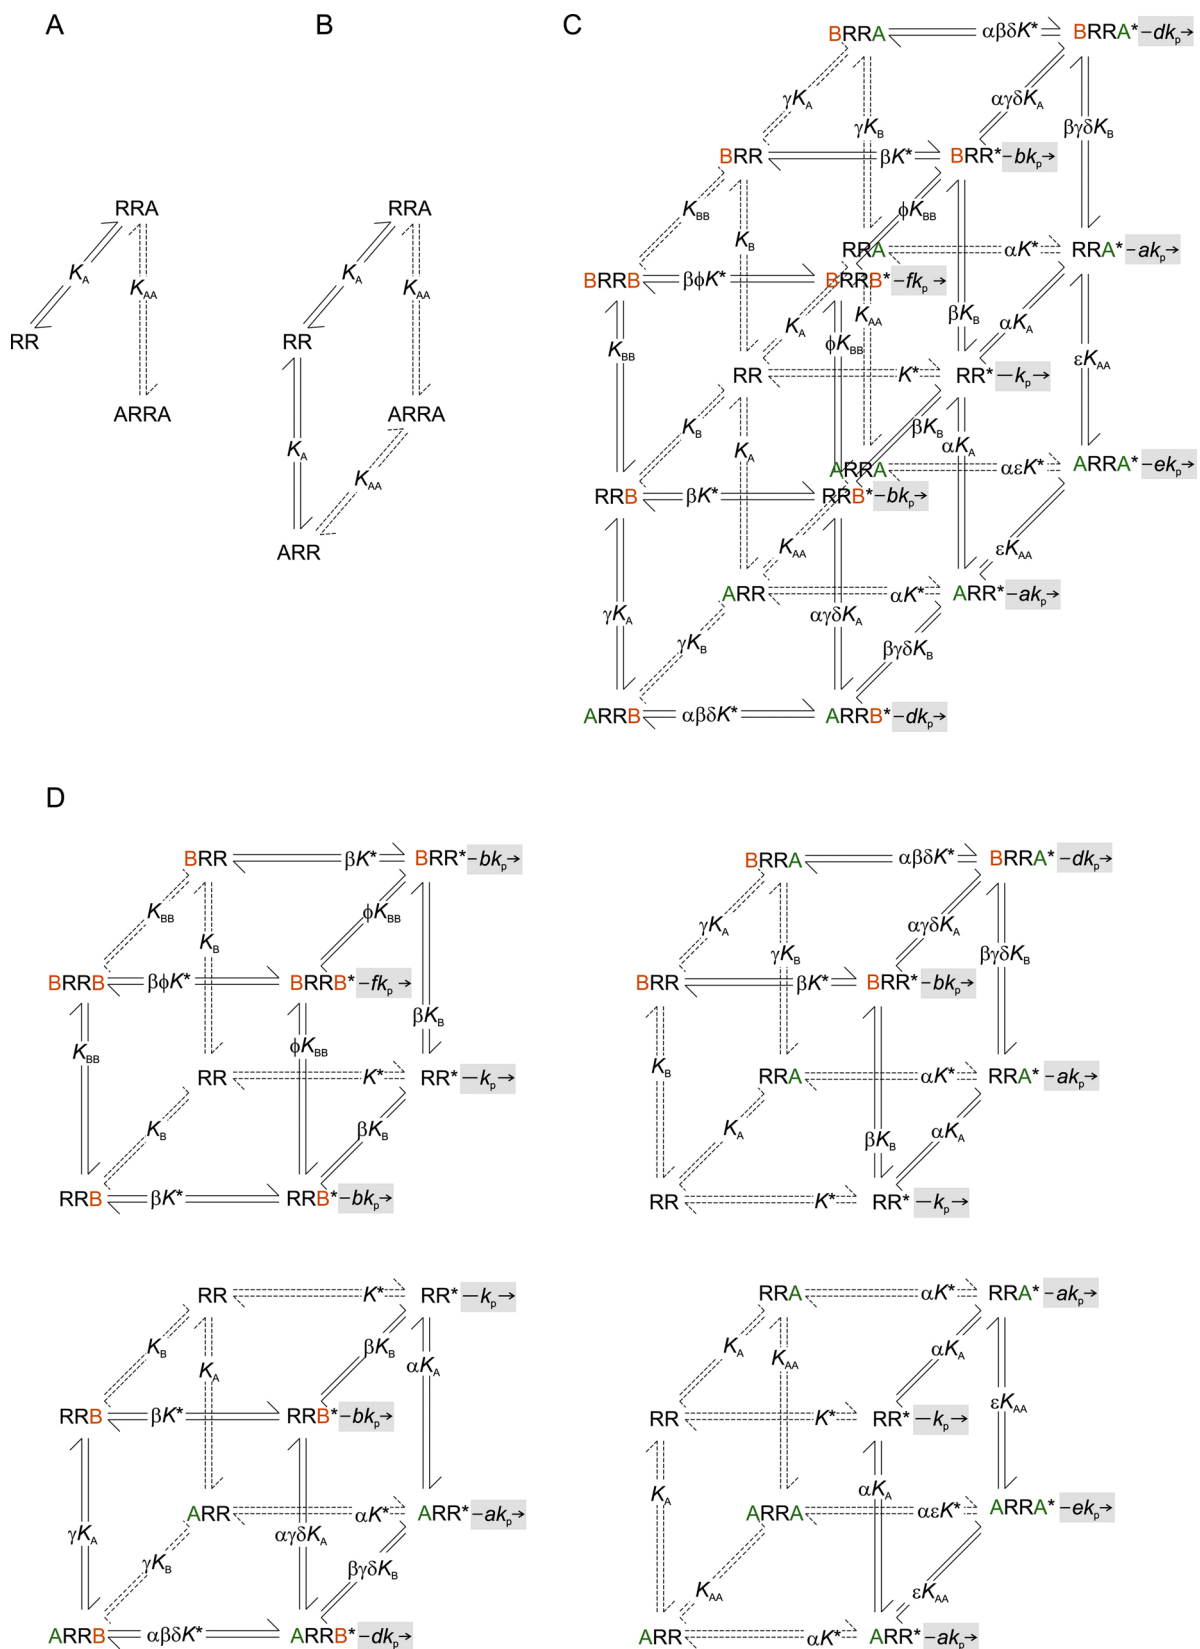 A
B
C
BRRA
αβδK*
BRRA*
–dkp→
γKA
αγδKA
γKB
βγδKB
BRR
βK*
BRR*
–bkp→
KBB
ϕKBB
KB
RRA
αK*
RRA*
–akp→
BRRB
βϕK*
BRRB*
–fkp→
RRA
KA
KAA
RR
ARRA
RRA
KA
KAA
RR
ARRA
KA
KAA
ARR
KA
KAA
βKB
αKA
KBB
ϕKBB
εKAA
RR
K*
RR*
–kp→
KB
βKB
KA
αKA
ARRA
αεK*
ARRA*
–ekp→
RRB
βK*
RRB*
–bkp→
KAA
εKAA
ARR
αK*
ARR*
–akp→
γKA
αγδKA
γKB
βγδKB
ARRB
αβδK*
ARRB*
–dkp→
D
BRR
βK*
BRR*
–bkp→
KBB
ϕKBB
KB
BRRB
βϕK*
BRRB*
–fkp→
KBB
ϕKBB
βKB
RR
K*
RR*
–kp→
KB
βKB
RRB
βK*
RRB*
–bkp→
BRRA
αβδK*
BRRA*
–dkp→
γKA
αγδKA
γKB
βγδKB
BRR
βK*
BRR*
–bkp→
KB
RRA
αK*
RRA*
–akp→
KA
αKA
βKB
RR
K*
RR*
–kp→
RR
K*
RR*
–kp→
KB
βKB
KA
αKA
RRB
βK*
RRB*
–bkp→
ARR
αK*
ARR*
–akp→
γKA
αγδKA
γKB
βγδKB
ARRB
αβδK*
ARRB*
–dkp→
RRA
αK*
RRA*
–akp→
KA
KAA
αKA
RR
K*
RR*
–kp→
εKAA
KA
αKA
ARRA
αεK*
ARRA*
–ekp→
KAA
εKAA
ARR
αK*
ARR*
–akp→